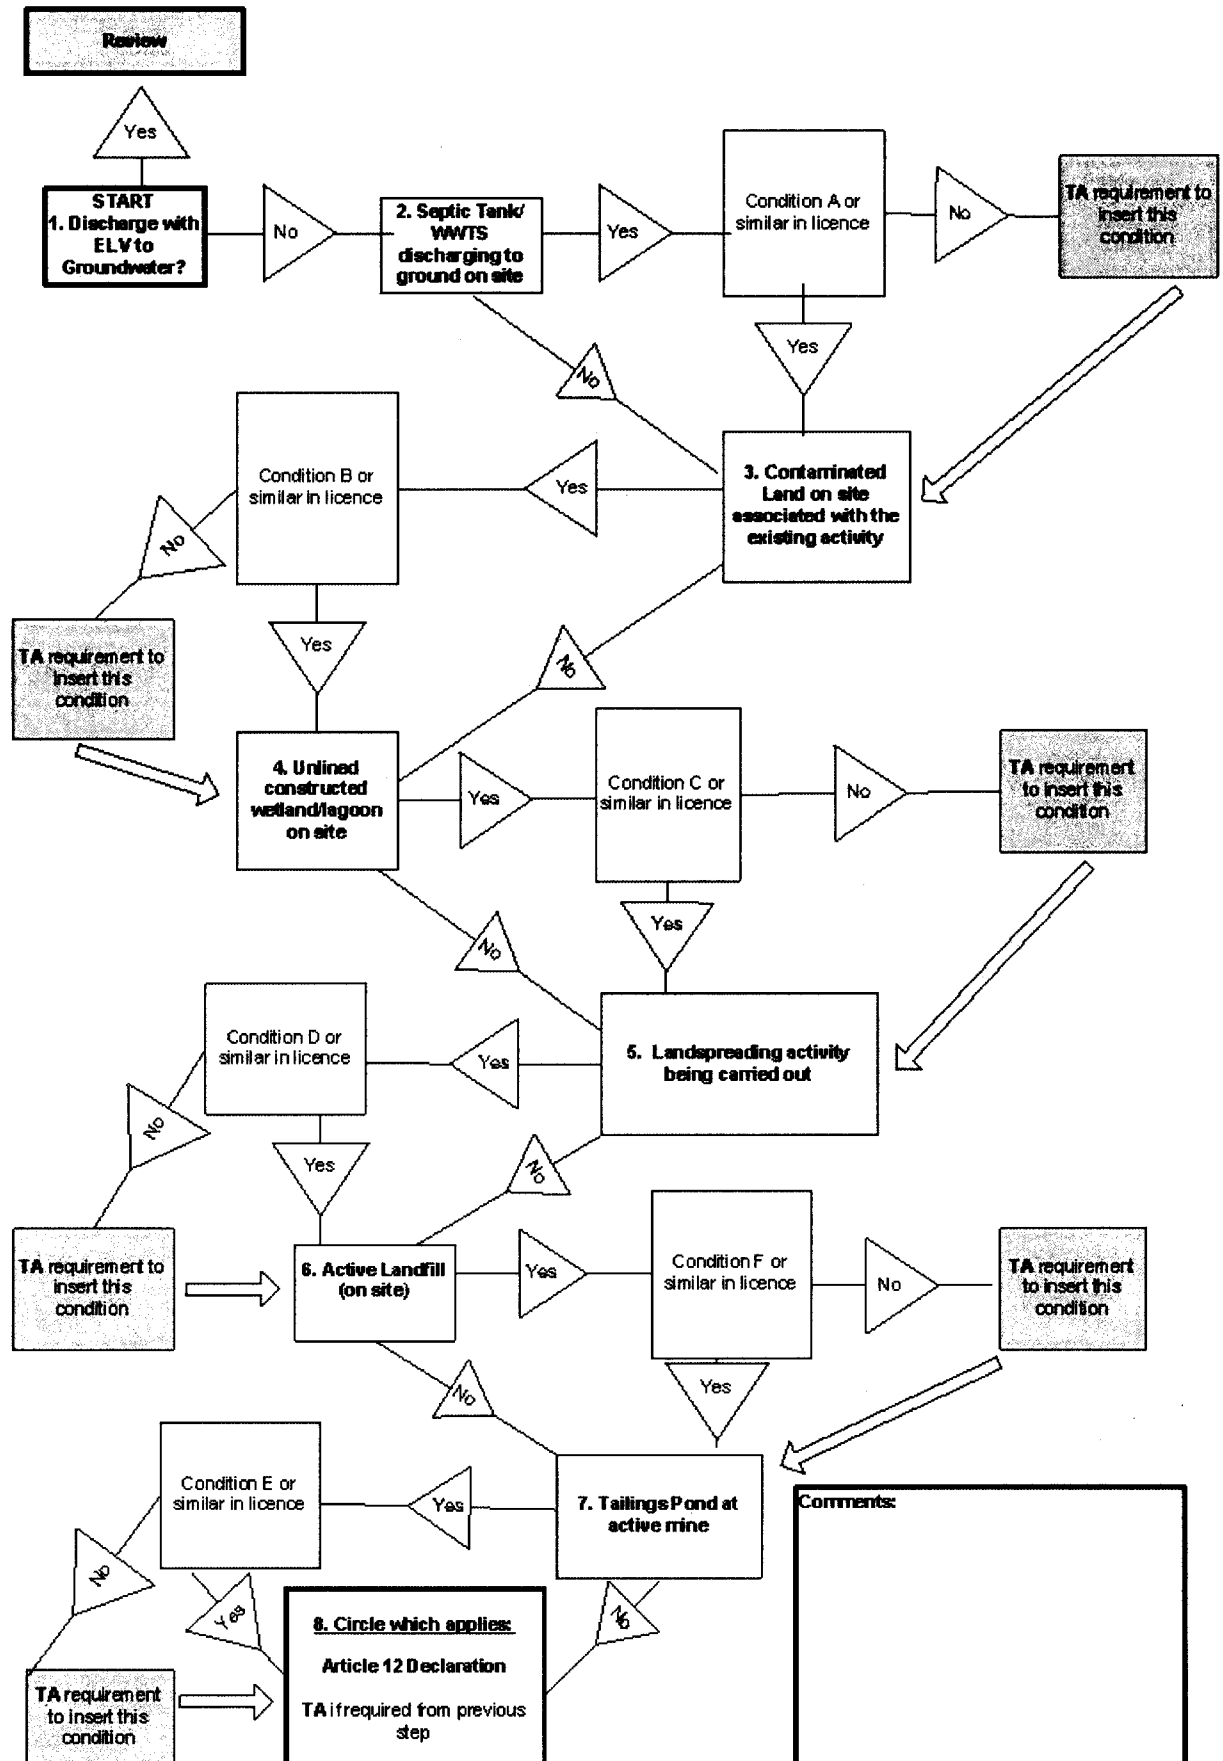 Review
Yes
START
1. Discharge with
ELV to
Groundwater?
No
2. Septic Tank/
WWTS
discharging to
ground on site
Yes
Condition A or
similar in licence
No
TA requirement to
insert this
condition
Yes
No
3. Contaminated
Land on site
associated with the
existing activity
Yes
Condition B or
similar in licence
No
TA requirement to
insert this
condition
Yes
No
4. Unlined
constructed
wetland/lagoon
on site
Yes
Condition C or
similar in licence
No
TA requirement
to insert this
condition
Yes
No
5. Landspreading activity
being carried out
Yes
Condition D or
similar in licence
No
TA requirement to
insert this
condition
Yes
No
6. Active Landfill
(on site)
Yes
Condition F or
similar in licence
No
TA requirement
to insert this
condition
Yes
No
7. Tailings Pond at
active mine
Yes
Condition E or
similar in licence
No
TA requirement
to insert this
condition
Yes
No
8. Circle which applies:
Article 12 Declaration
TA if required from previous
step
Comments: